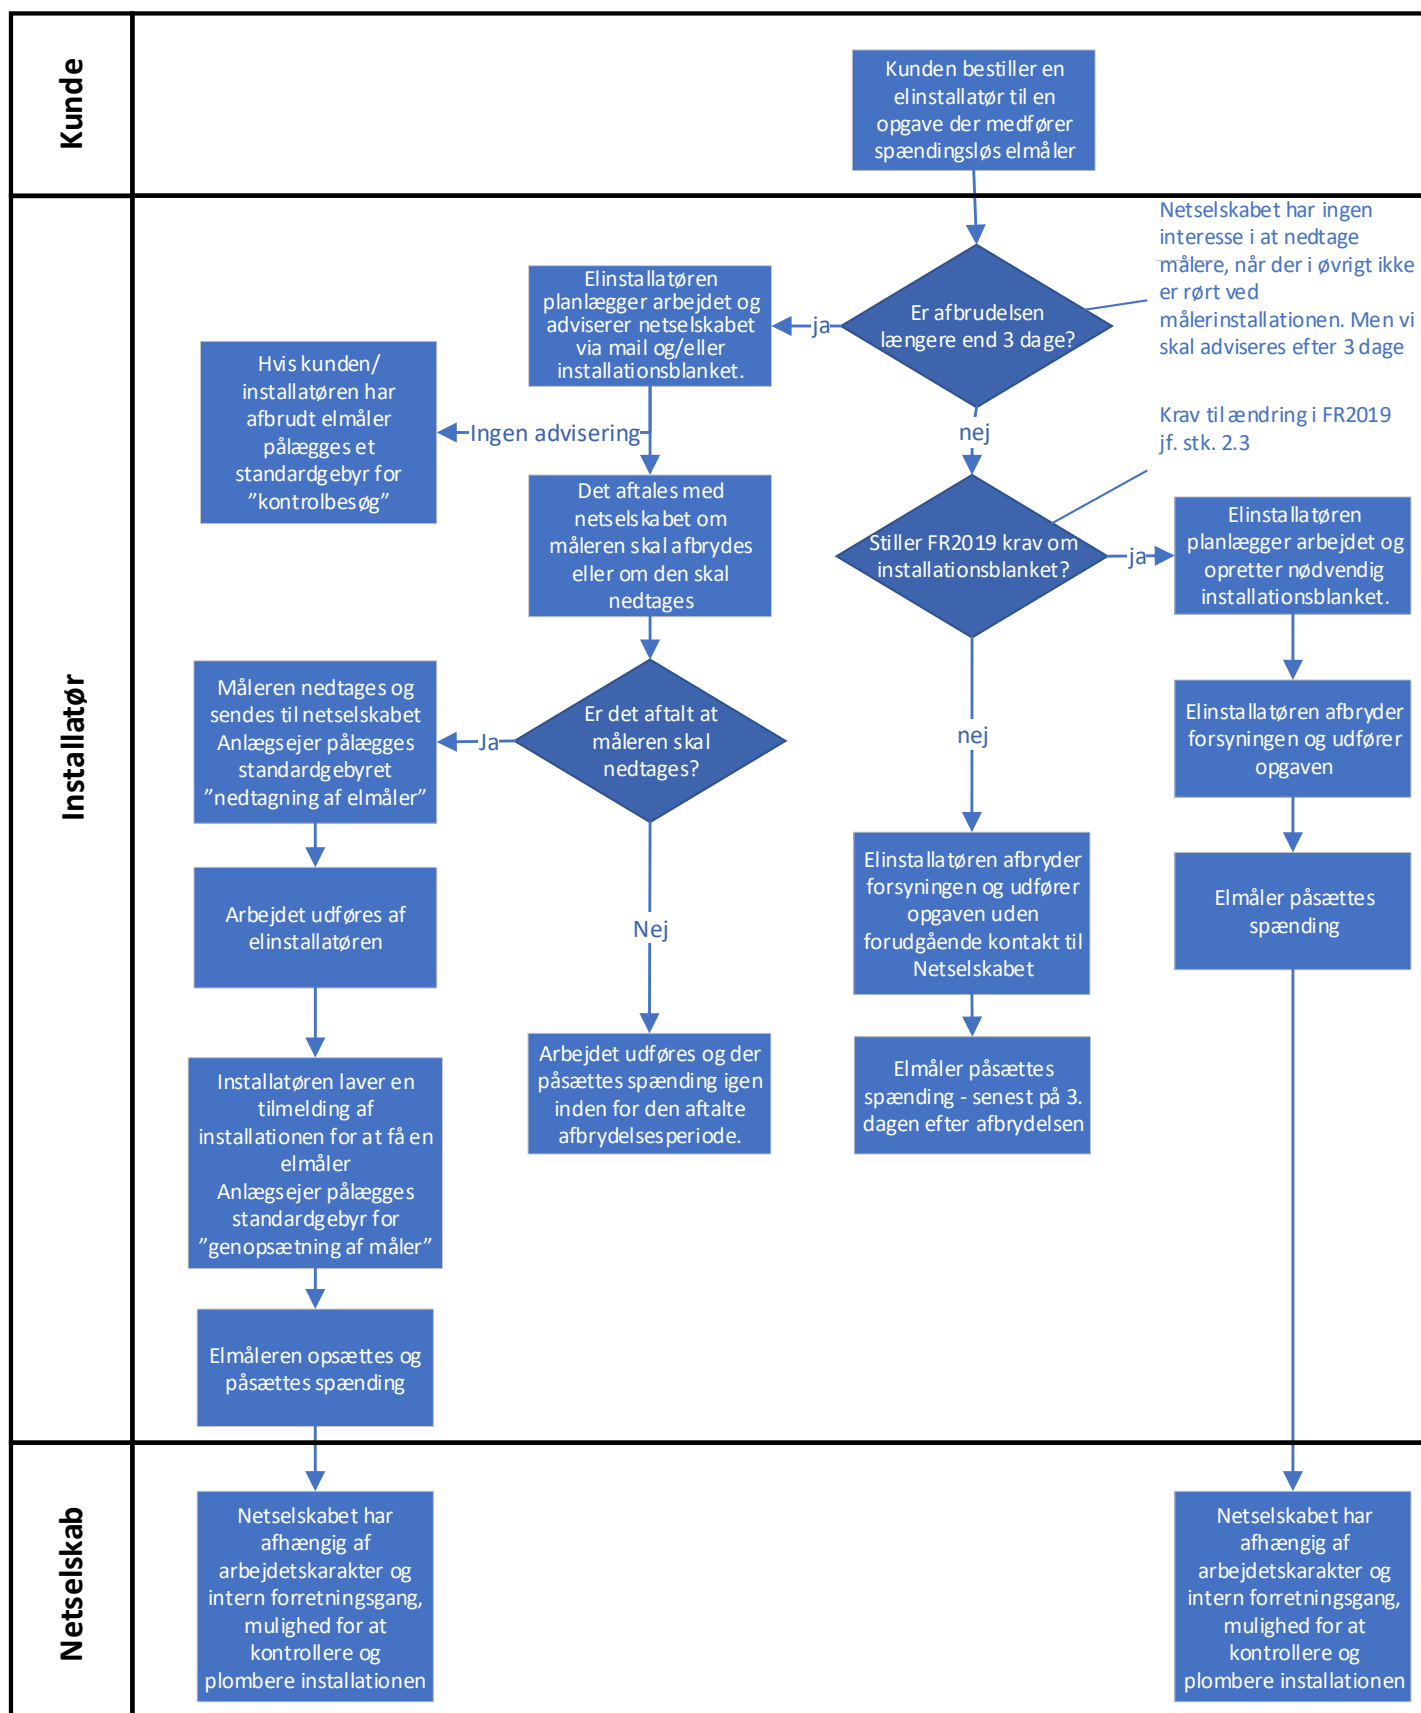 Kunde
Kunden bestiller en
elinstallatør til en
opgave der medfører
spændingsløs elmåler
Installatør
Netselskabet har ingen
interesse i at nedtage
målere, når der i øvrigt ikke
er rørt ved
målerinstallationen. Men vi
skal adviseres efter 3 dage
Er afbrudelsen
længere end 3 dage?
ja
Elinstallatøren
planlægger arbejdet og
adviserer netselskabet
via mail og/eller
installationsblanket.
Hvis kunden/
installatøren har
afbrudt elmåler
pålægges et
standardgebyr for
”kontrolbesøg”
Ingen advisering
nej
Krav til ændring i FR2019
jf. stk. 2.3
Det aftales med
netselskabet om
måleren skal afbrydes
eller om den skal
nedtages
Stiller FR2019 krav om
installationsblanket?
ja
Elinstallatøren
planlægger arbejdet og
opretter nødvendig
installationsblanket.
Måleren nedtages og
sendes til netselskabet
Anlægsejer pålægges
standardgebyret
”nedtagning af elmåler”
Ja
Er det aftalt at
måleren skal
nedtages?
nej
Elinstallatøren afbryder
forsyningen og udfører
opgaven
Arbejdet udføres af
elinstallatøren
Nej
Elinstallatøren afbryder
forsyningen og udfører
opgaven uden
forudgående kontakt til
Netselskabet
Elmåler påsættes
spænding
Installatøren laver en
tilmelding af
installationen for at få en
elmåler
Anlægsejer pålægges
standardgebyr for
”genopsætning af måler”
Arbejdet udføres og der
påsættes spænding igen
inden for den aftalte
afbrydelsesperiode.
Elmåler påsættes
spænding - senest på 3.
dagen efter afbrydelsen
Elmåleren opsættes og
påsættes spænding
Netselskab
Netselskabet har
afhængig af
arbejdetskarakter og
intern forretningsgang,
mulighed for at
kontrollere og
plombere installationen
Netselskabet har
afhængig af
arbejdetskarakter og
intern forretningsgang,
mulighed for at
kontrollere og
plombere installationen